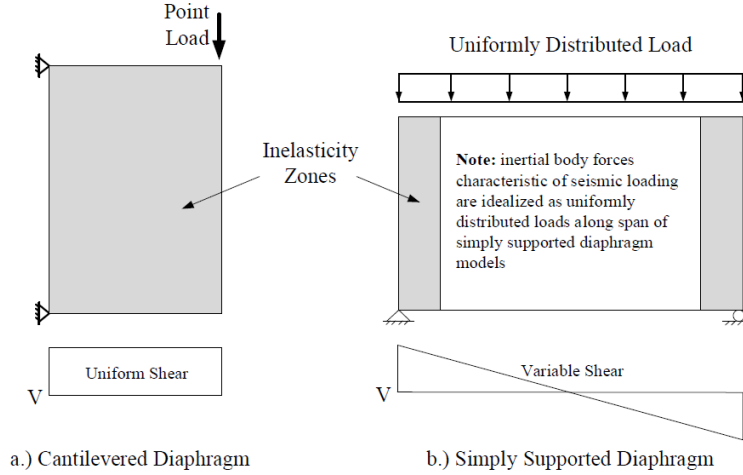 Point
Load
Uniformly Distributed Load
Inelasticity
Zones
Note: inertial body forces
characteristic of seismic loading
are idealized as uniformly
distributed loads along span of
simply supported diaphragm
models
Uniform Shear
V
Variable Shear
V
a.) Cantilevered Diaphragm
b.) Simply Supported Diaphragm